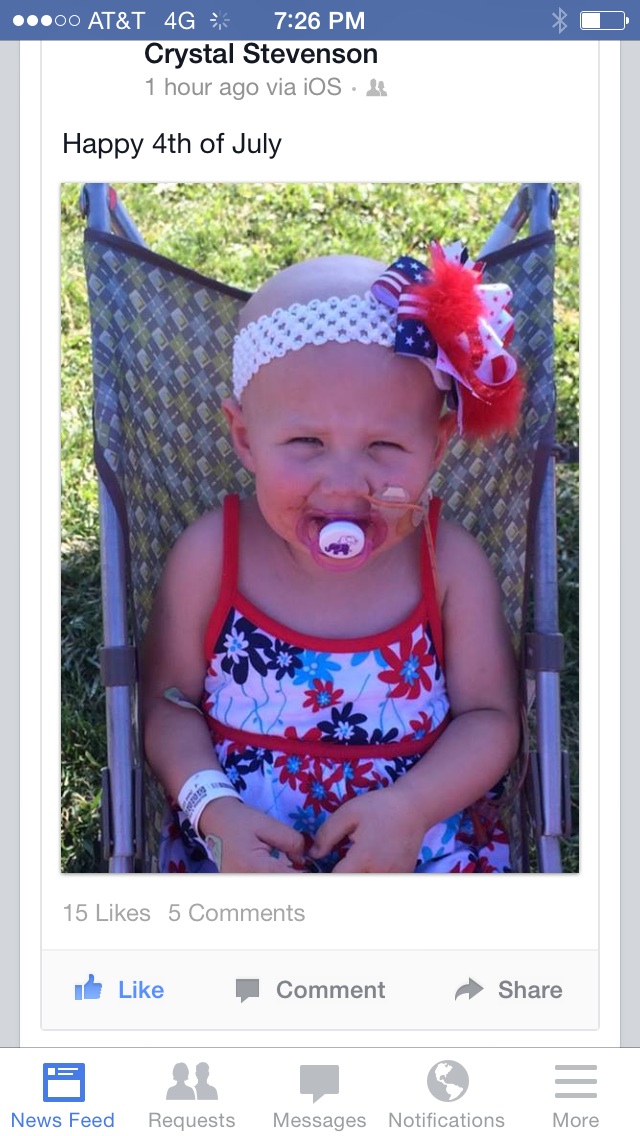 AT&T 4G 7:26 PM
Crystal Stevenson
1 hour ago via iOS ·
Happy 4th of July
15 Likes 5 Comments
Like Comment Share
News Feed Requests Messages Notifications More